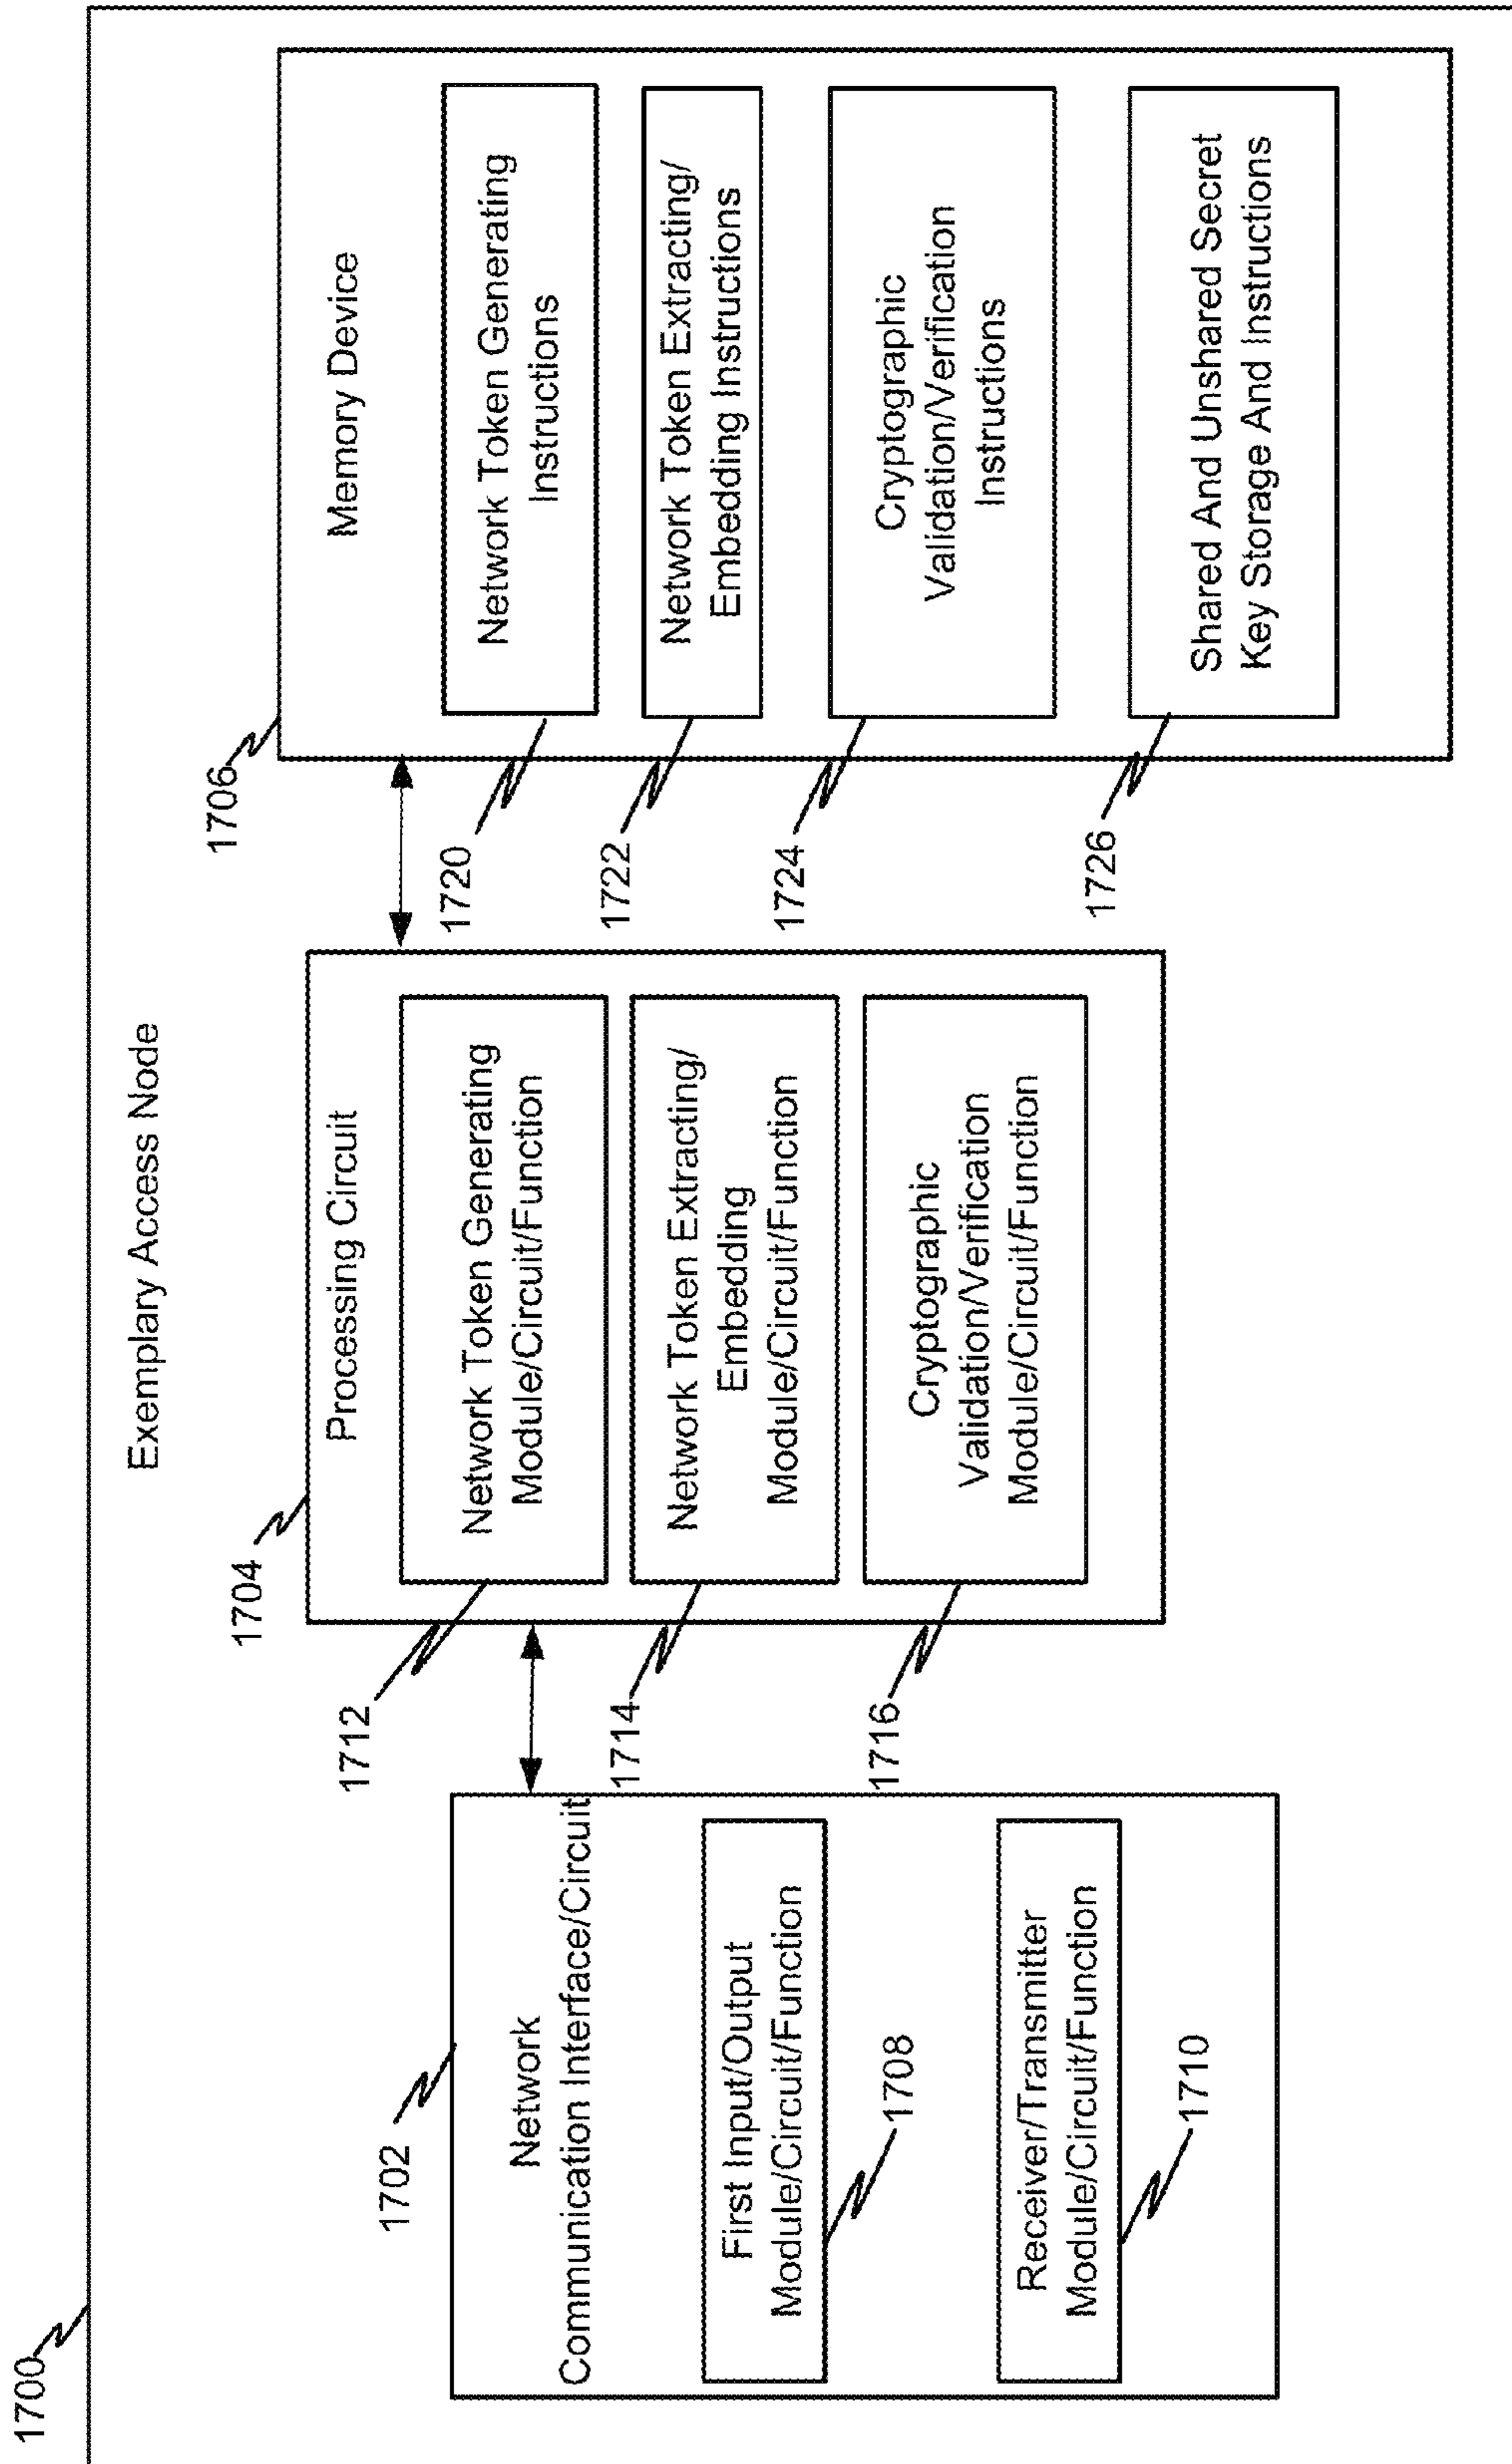 1700
Exemplary Access Node
1702
Network
Communication Interface/Circuit
First Input/Output
Module/Circuit/Function
1708
Receiver/Transmitter
Module/Circuit/Function
1710
1704
Processing Circuit
1712
Network Token Generating
Module/Circuit/Function
1714
Network Token Extracting/
Embedding
Module/Circuit/Function
1716
Cryptographic
Validation/Verification
Module/Circuit/Function
1706
Memory Device
1720
Network Token Generating
Instructions
1722
Network Token Extracting/
Embedding Instructions
1724
Cryptographic
Validation/Verification
Instructions
1726
Shared And Unshared Secret
Key Storage And Instructions